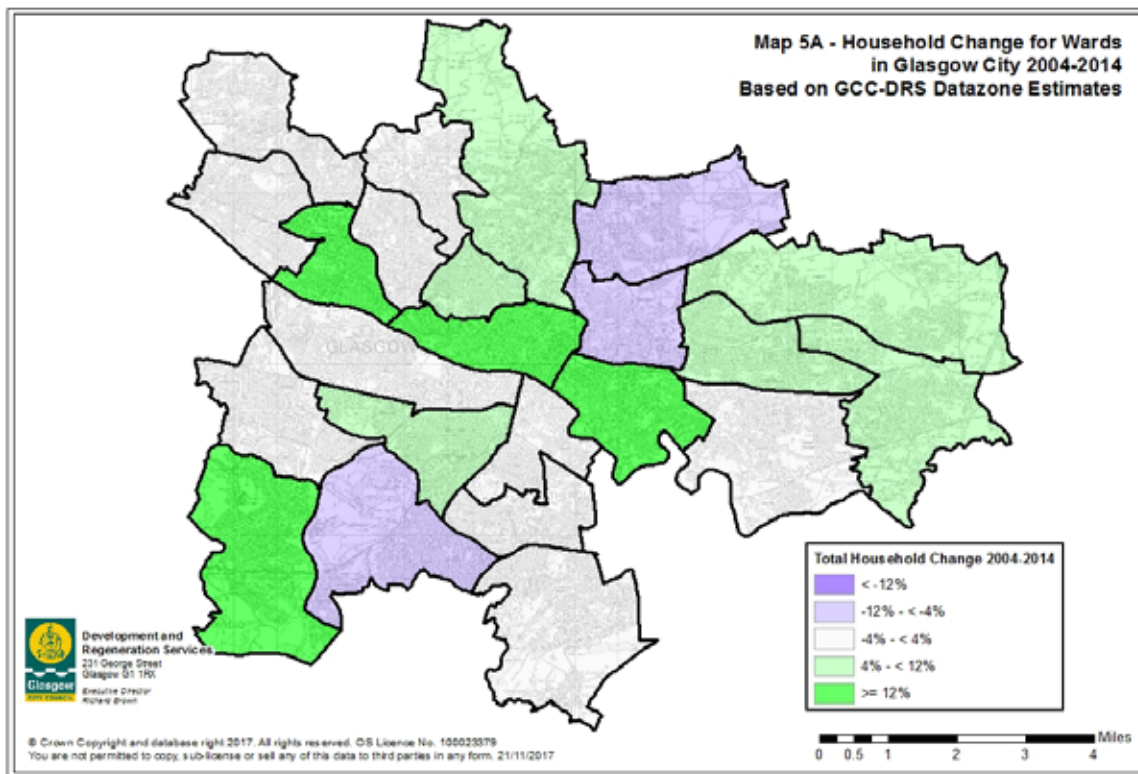 Map 5A - Household Change for Wards
in Glasgow City 2004-2014
Based on GCC-DRS Datazone Estimates
GLASGOW
Total Household Change 2004-2014
< -12%
-12% - < -4%
-4% - < 4%
4% - < 12%
>= 12%
Development and
Regeneration Services
231 George Street
Glasgow G1 1RX
Executive Director
Richard Brown
Glasgow
CITY COUNCIL
0 0.5 1 2 3 4 Miles
© Crown Copyright and database right 2017. All rights reserved. OS Licence No. 100023379
You are not permitted to copy, sub-license or sell any of this data to third parties in any form. 21/11/2017